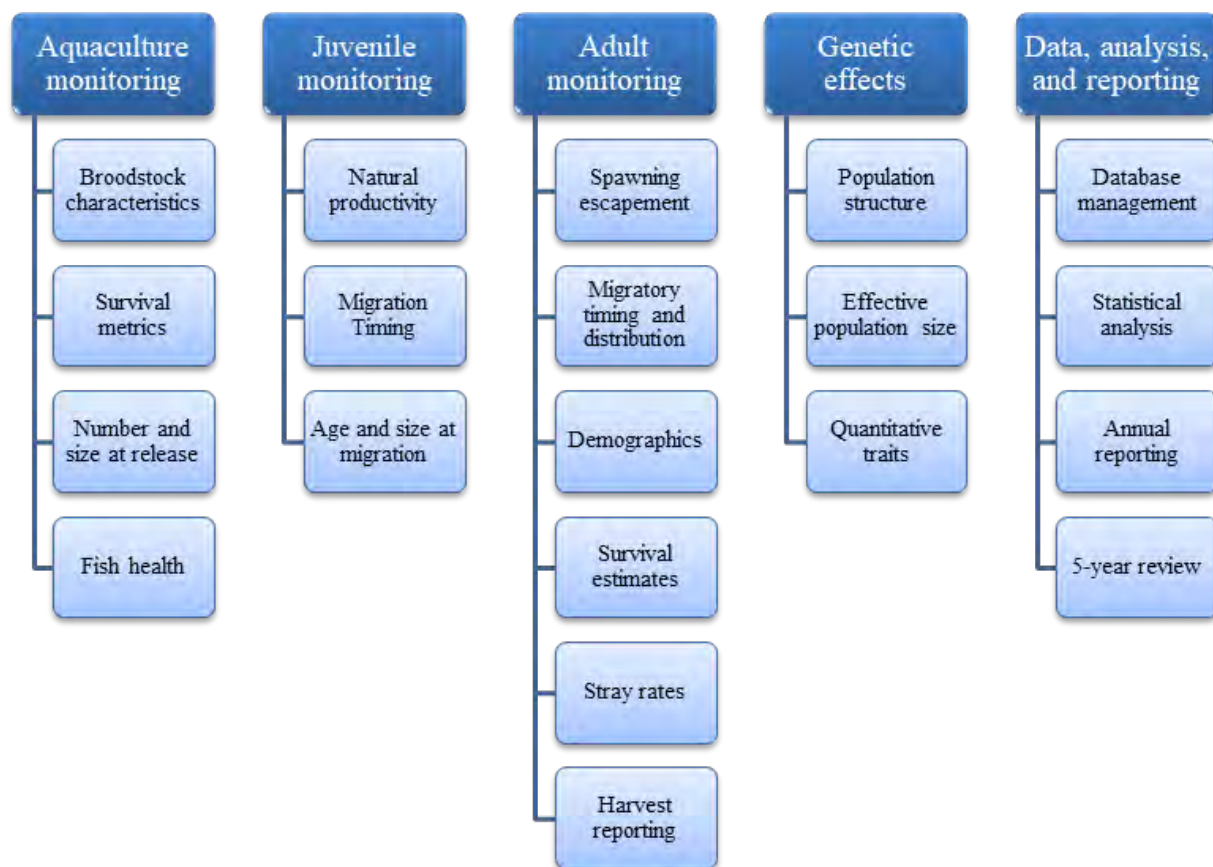 Aquaculture
monitoring
Broodstock
characteristics
Survival
metrics
Number and
size at release
Fish health
Juvenile
monitoring
Natural
productivity
Migration
Timing
Age and size at
migration
Adult
monitoring
Spawning
escapement
Migratory
timing and
distribution
Demographics
Survival
estimates
Stray rates
Harvest
reporting
Genetic
effects
Population
structure
Effective
population size
Quantitative
traits
Data, analysis,
and reporting
Database
management
Statistical
analysis
Annual
reporting
5-year review